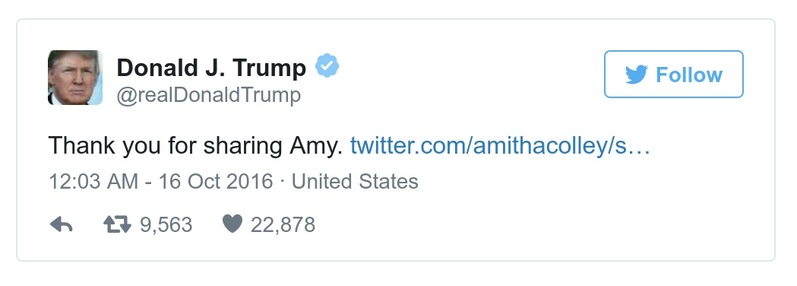 Donald J. Trump
@realDonaldTrump
Follow
Thank you for sharing Amy. twitter.com/amithacolley/s…
12:03 AM - 16 Oct 2016 · United States
9,563 22,878